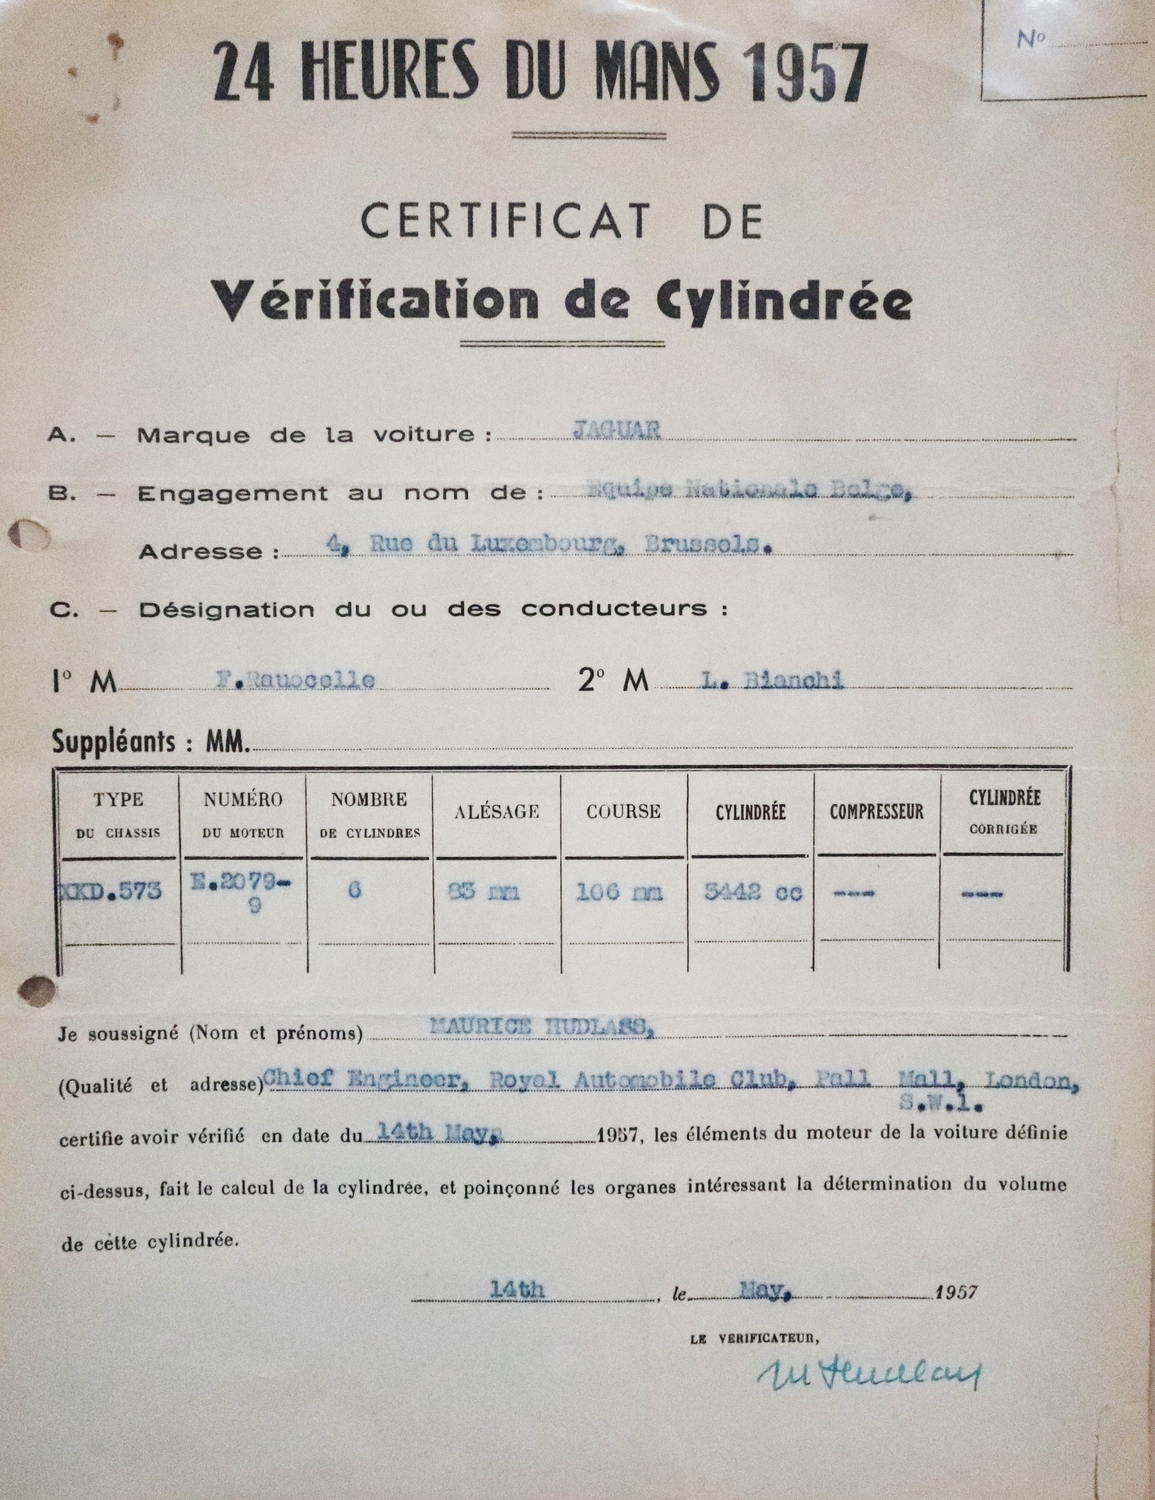 Nº
24 HEURES DU MANS 1957
CERTIFICAT DE
Vérification de Cylindrée
A. — Marque de la voiture : JAGUAR
B. — Engagement au nom de : Equipe Nationale Belge,
Adresse : 4, Rue du Luxembourg, Brussels.
C. — Désignation du ou des conducteurs :
1º M F.Rausselle 2º M L. Bianchi
Suppléants : MM.
TYPE DU CHASSIS NUMÉRO DU MOTEUR NOMBRE DE CYLINDRES ALÉSAGE COURSE CYLINDRÉE COMPRESSEUR CYLINDRÉE CORRIGÉE
XKD.573 E.2079-9 6 83 mm 106 mm 3442 cc --- ---
Je soussigné (Nom et prénoms) MAURICE HUDLASS,
(Qualité et adresse) Chief Engineer, Royal Automobile Club, Pall Mall, London,
S.W.1.
certifie avoir vérifié en date du 14th May, 1957, les éléments du moteur de la voiture définie
ci-dessus, fait le calcul de la cylindrée, et poinçonné les organes intéressant la détermination du volume
de cette cylindrée.
14th , le May, 1957
LE VERIFICATEUR,
M Hudlass